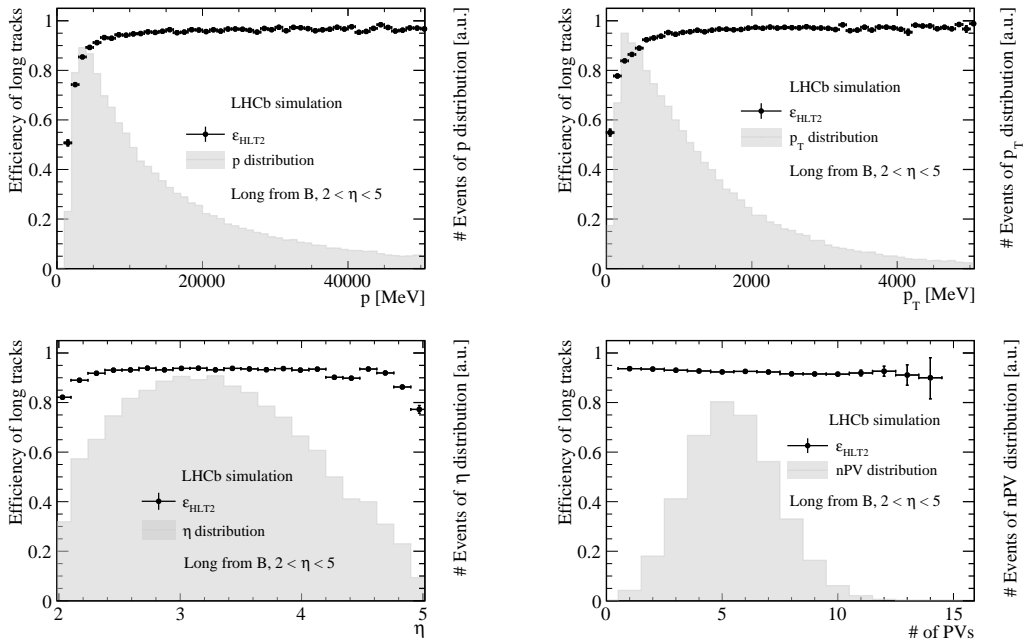 Efficiency of long tracks
1
0.8
0.6
0.4
0.2
0
LHCb simulation
ε_HLT2
p distribution
Long from B, 2 < η < 5
0 20000 40000
p [MeV]
# Events of p distribution [a.u.]
Efficiency of long tracks
1
0.8
0.6
0.4
0.2
0
LHCb simulation
ε_HLT2
p_T distribution
Long from B, 2 < η < 5
0 2000 4000
p_T [MeV]
# Events of p_T distribution [a.u.]
Efficiency of long tracks
1
0.8
0.6
0.4
0.2
0
LHCb simulation
ε_HLT2
η distribution
Long from B, 2 < η < 5
2 3 4 5
η
# Events of η distribution [a.u.]
Efficiency of long tracks
1
0.8
0.6
0.4
0.2
0
LHCb simulation
ε_HLT2
nPV distribution
Long from B, 2 < η < 5
0 5 10 15
# of PVs
# Events of nPV distribution [a.u.]